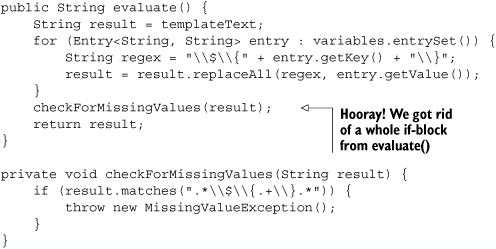 public String evaluate() {
String result = templateText;
for (Entry<String, String> entry : variables.entrySet()) {
String regex = "\\$\\{" + entry.getKey() + "\\}";
result = result.replaceAll(regex, entry.getValue());
}
checkForMissingValues(result);
return result;
}
Hooray! We got rid
of a whole if-block
from evaluate()
private void checkForMissingValues(String result) {
if (result.matches(".*\\$\\{.+\\}.*")) {
throw new MissingValueException();
}
}